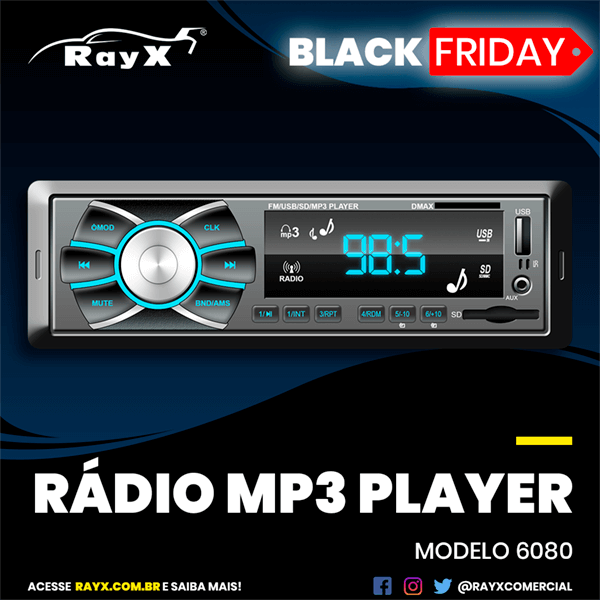 RayX®
BLACK FRIDAY
FM/USB/SD/MP3 PLAYER
DMAX
USB
ÔMOD
CLK
mp3
98:5
USB
IR
RADIO
SD
AUX
MUTE
BND/AMS
1/
1/INT
3/RPT
4/RDM
5/-10
6/+10
SD
RÁDIO MP3 PLAYER
MODELO 6080
ACESSE RAYX.COM.BR E SAIBA MAIS!
@RAYXCOMERCIAL